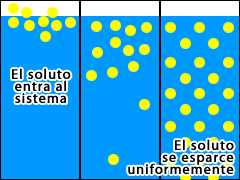 El soluto
entra al
sistema
El soluto
se esparce
uniformemente